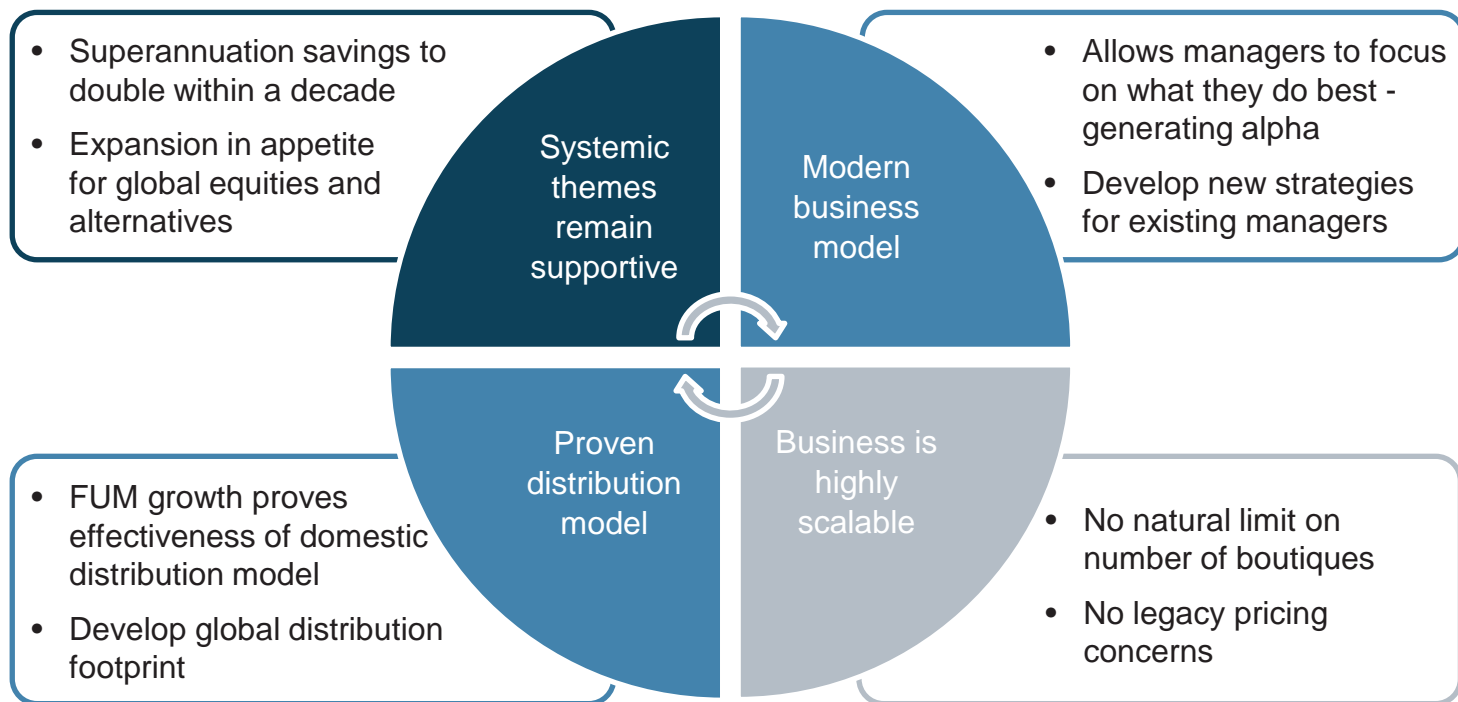 • Superannuation savings to
double within a decade
• Expansion in appetite
for global equities and
alternatives
Systemic
themes
remain
supportive
Modern
business
model
• Allows managers to focus
on what they do best -
generating alpha
• Develop new strategies
for existing managers
• FUM growth proves
effectiveness of domestic
distribution model
• Develop global distribution
footprint
Proven
distribution
model
Business is
highly
scalable
• No natural limit on
number of boutiques
• No legacy pricing
concerns